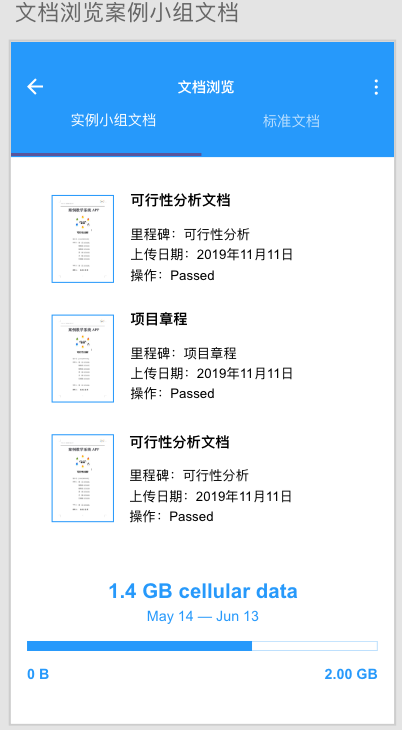 文档浏览案例小组文档
文档浏览
实例小组文档
标准文档
可行性分析文档
里程碑：可行性分析
上传日期：2019年11月11日
操作：Passed
项目章程
里程碑：项目章程
上传日期：2019年11月11日
操作：Passed
可行性分析文档
里程碑：可行性分析
上传日期：2019年11月11日
操作：Passed
1.4 GB cellular data
May 14 — Jun 13
0 B
2.00 GB